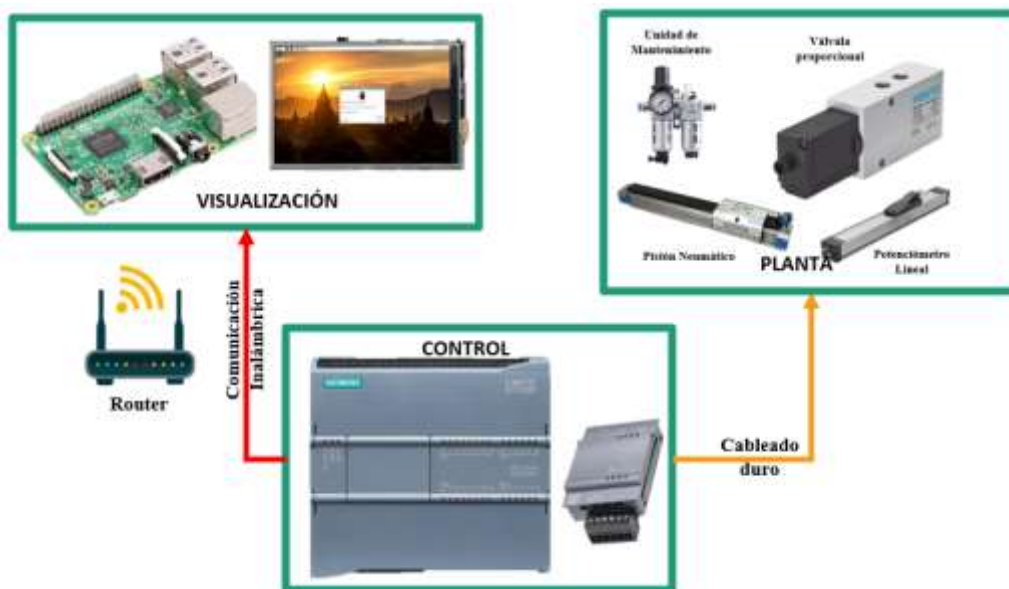 Unidad de
Mantenimiento
Válvula
proporcional
VISUALIZACIÓN
Pistón Neumático
PLANTA
Potenciómetro
Lineal
Comunicación
Inalámbrica
Router
CONTROL
SIEMENS
Cableado
duro